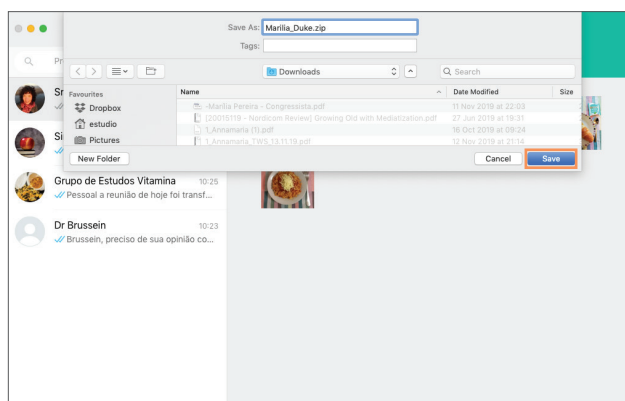 Save As: Marilia_Duke.zip
Tags:
Downloads
Search
Favourites
Dropbox
estudio
Pictures
Name
Date Modified
Size
-Marilia Pereira - Congressista.pdf 11 Nov 2019 at 22:03
(20016119 - Nordicom Review) Growing Old with Mediatization.pdf 27 Jun 2019 at 19:31
1_Annamaria (1).pdf 16 Oct 2019 at 09:24
1_Annamaria_TWS_13.11.19.pdf 12 Nov 2019 at 21:14
New Folder
Cancel
Save
Pr
Sr
Si
Grupo de Estudos Vitamina 10:25
Pessoal a reunião de hoje foi transf...
Dr Brussein 10:23
Brussein, preciso de sua opinião co...